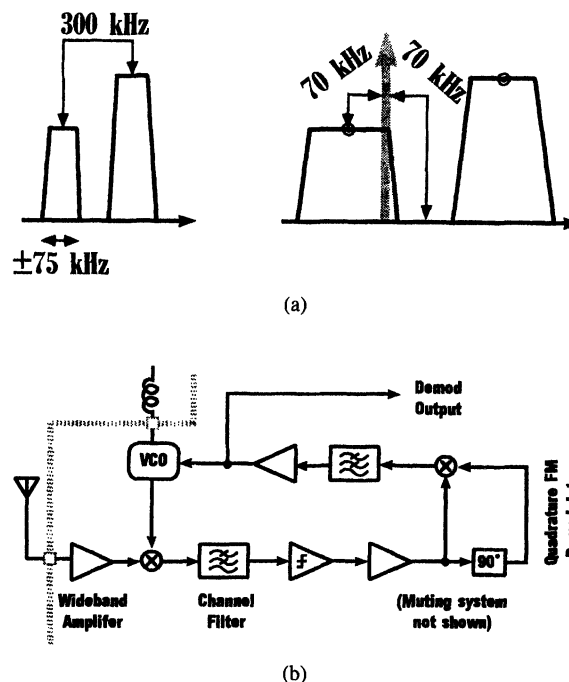 300 kHz
70 kHz
70 kHz
±75 kHz
(a)
Demod
Output
VCO
90°
Quadrature FM
Wideband
Amplifer
Channel
Filter
(Muting system
not shown)
(b)